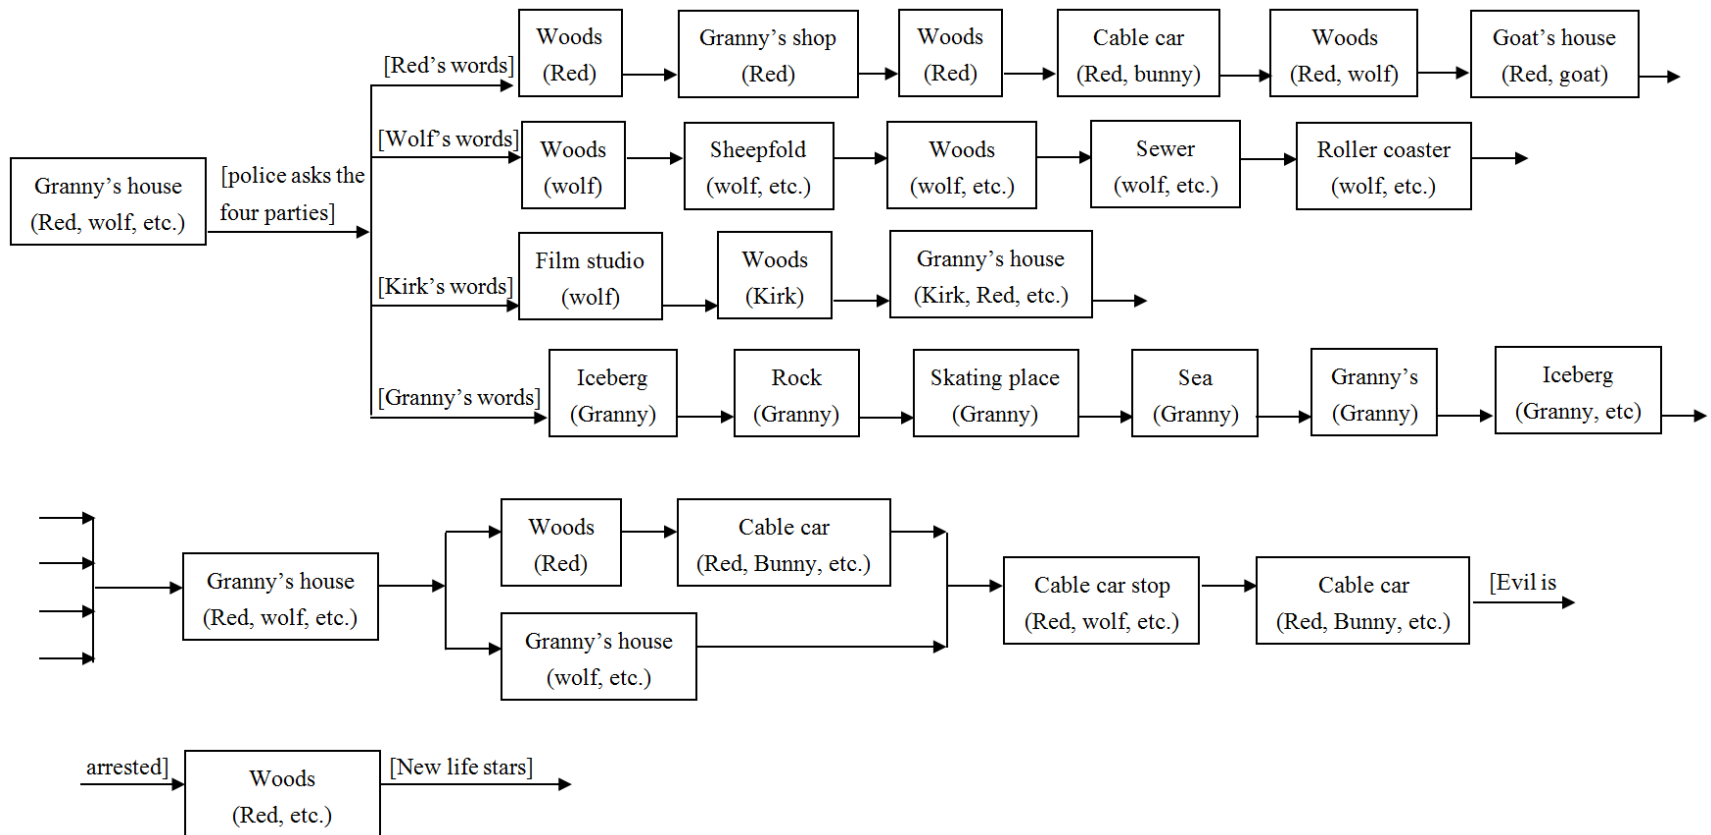 [Red’s words]
Woods
(Red)
Granny’s shop
(Red)
Woods
(Red)
Cable car
(Red, bunny)
Woods
(Red, wolf)
Goat’s house
(Red, goat)
Granny’s house
(Red, wolf, etc.)
[police asks the
four parties]
[Wolf’s words]
Woods
(wolf)
Sheepfold
(wolf, etc.)
Woods
(wolf, etc.)
Sewer
(wolf, etc.)
Roller coaster
(wolf, etc.)
[Kirk’s words]
Film studio
(wolf)
Woods
(Kirk)
Granny’s house
(Kirk, Red, etc.)
[Granny’s words]
Iceberg
(Granny)
Rock
(Granny)
Skating place
(Granny)
Sea
(Granny)
Granny’s
(Granny)
Iceberg
(Granny, etc)
Granny’s house
(Red, wolf, etc.)
Woods
(Red)
Cable car
(Red, Bunny, etc.)
Granny’s house
(wolf, etc.)
Cable car stop
(Red, wolf, etc.)
Cable car
(Red, Bunny, etc.)
[Evil is
arrested]
Woods
(Red, etc.)
[New life stars]